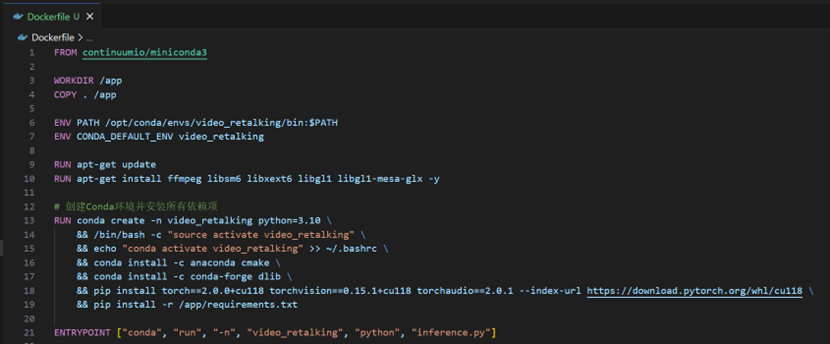 Dockerfile U ×
Dockerfile > ...
1 FROM continuumio/miniconda3
2
3 WORKDIR /app
4 COPY . /app
5
6 ENV PATH /opt/conda/envs/video_retalking/bin:$PATH
7 ENV CONDA_DEFAULT_ENV video_retalking
8
9 RUN apt-get update
10 RUN apt-get install ffmpeg libsm6 libxext6 libgl1 libgl1-mesa-glx -y
11
12 # 创建Conda环境并安装所有依赖项
13 RUN conda create -n video_retalking python=3.10 \
14 && /bin/bash -c "source activate video_retalking" \
15 && echo "conda activate video_retalking" >> ~/.bashrc \
16 && conda install -c anaconda cmake \
17 && conda install -c conda-forge dlib \
18 && pip install torch==2.0.0+cu118 torchvision==0.15.1+cu118 torchaudio==2.0.1 --index-url https://download.pytorch.org/whl/cu118 \
19 && pip install -r /app/requirements.txt
20
21 ENTRYPOINT ["conda", "run", "-n", "video_retalking", "python", "inference.py"]